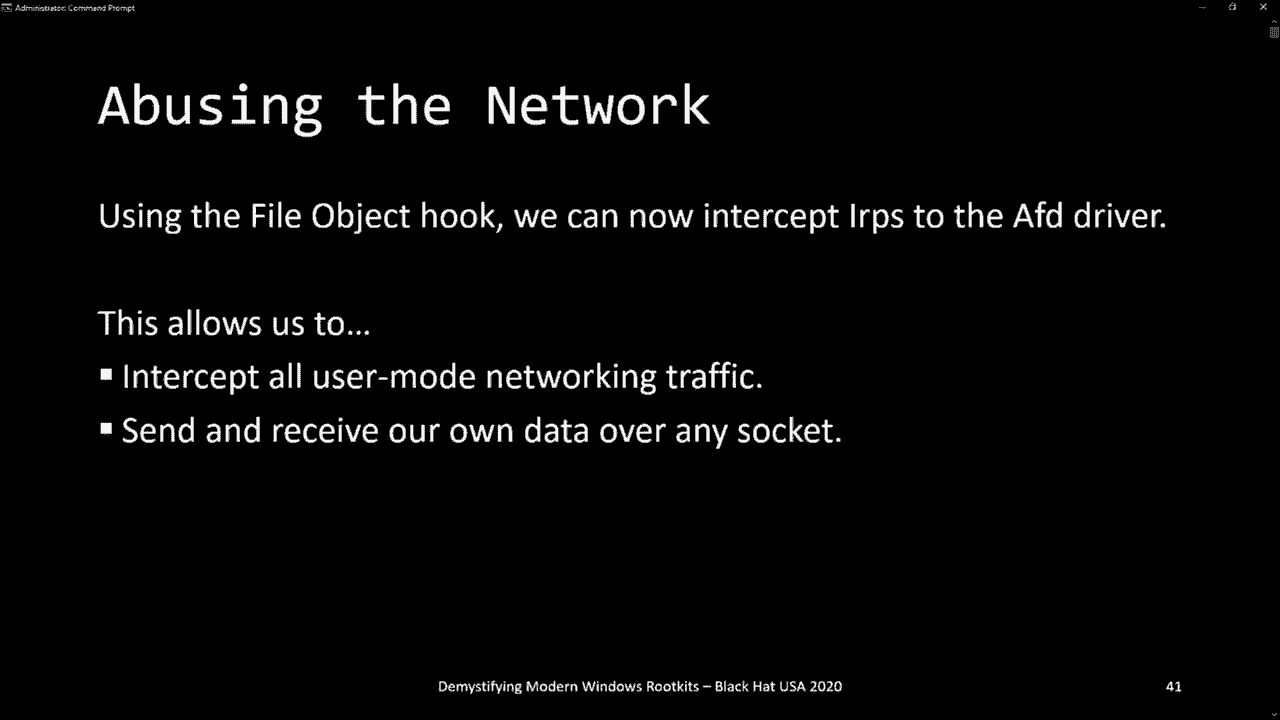 Administrator: Command Prompt
Abusing the Network
Using the File Object hook, we can now intercept Irps to the Afd driver.
This allows us to…
▪ Intercept all user-mode networking traffic.
▪ Send and receive our own data over any socket.
Demystifying Modern Windows Rootkits – Black Hat USA 2020
41